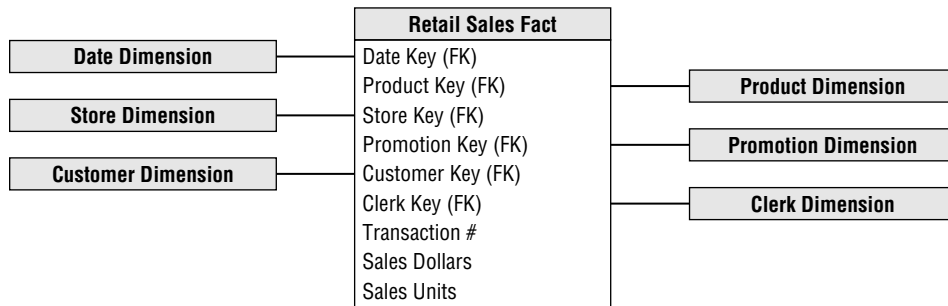 Retail Sales Fact
Date Dimension
Date Key (FK)
Product Key (FK)
Product Dimension
Store Dimension
Store Key (FK)
Promotion Key (FK)
Promotion Dimension
Customer Dimension
Customer Key (FK)
Clerk Key (FK)
Clerk Dimension
Transaction #
Sales Dollars
Sales Units